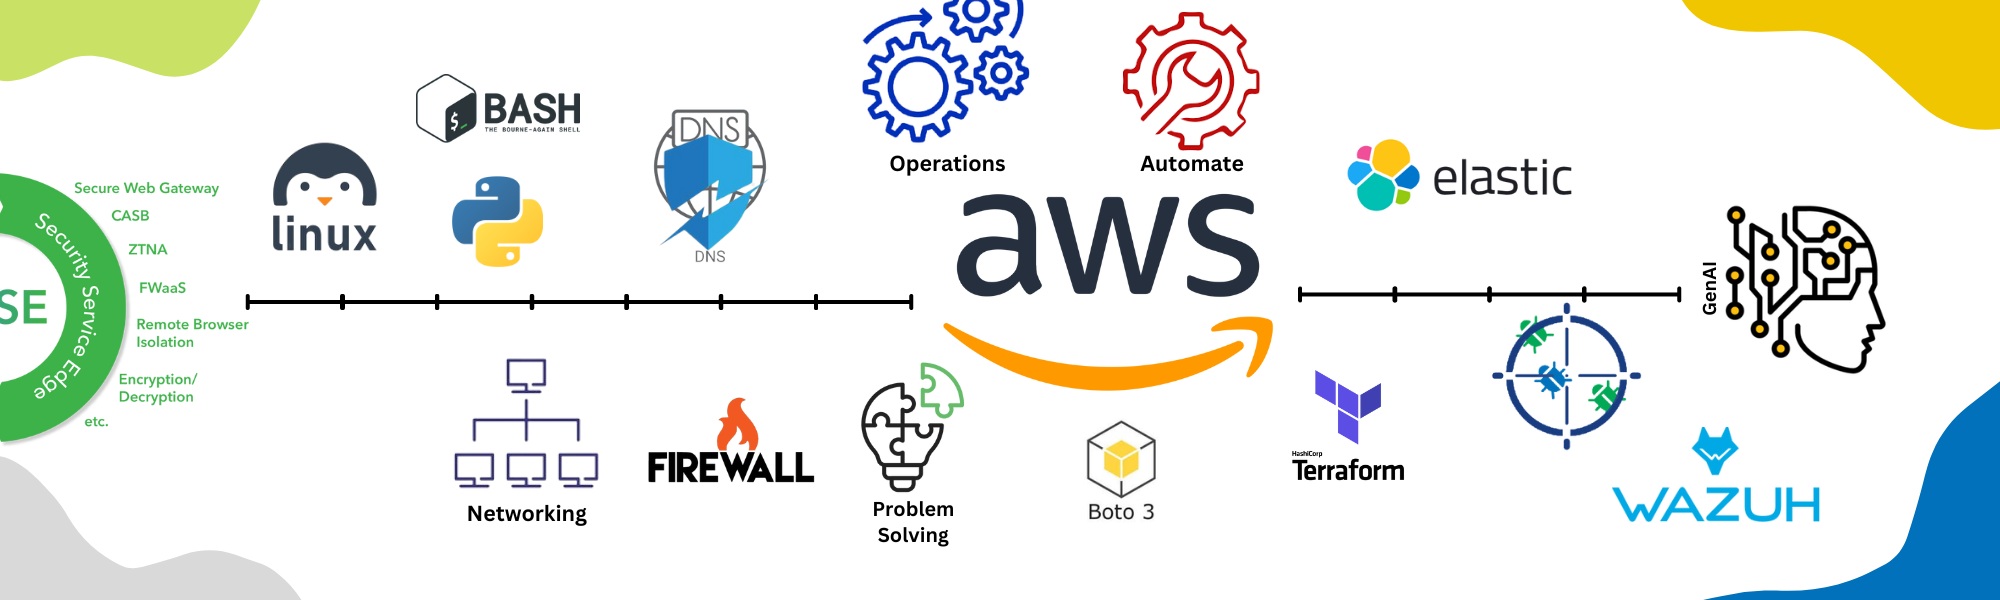 SE
Security Service Edge
Secure Web Gateway
CASB
ZTNA
FWaaS
Remote Browser
Isolation
Encryption/
Decryption
etc.
linux
$_
BASH
THE BOURNE-AGAIN SHELL
DNS
DNS
Networking
FIREWALL
Operations
Automate
aws
Problem
Solving
Boto 3
elastic
HashiCorp
Terraform
GenAI
WAZUH